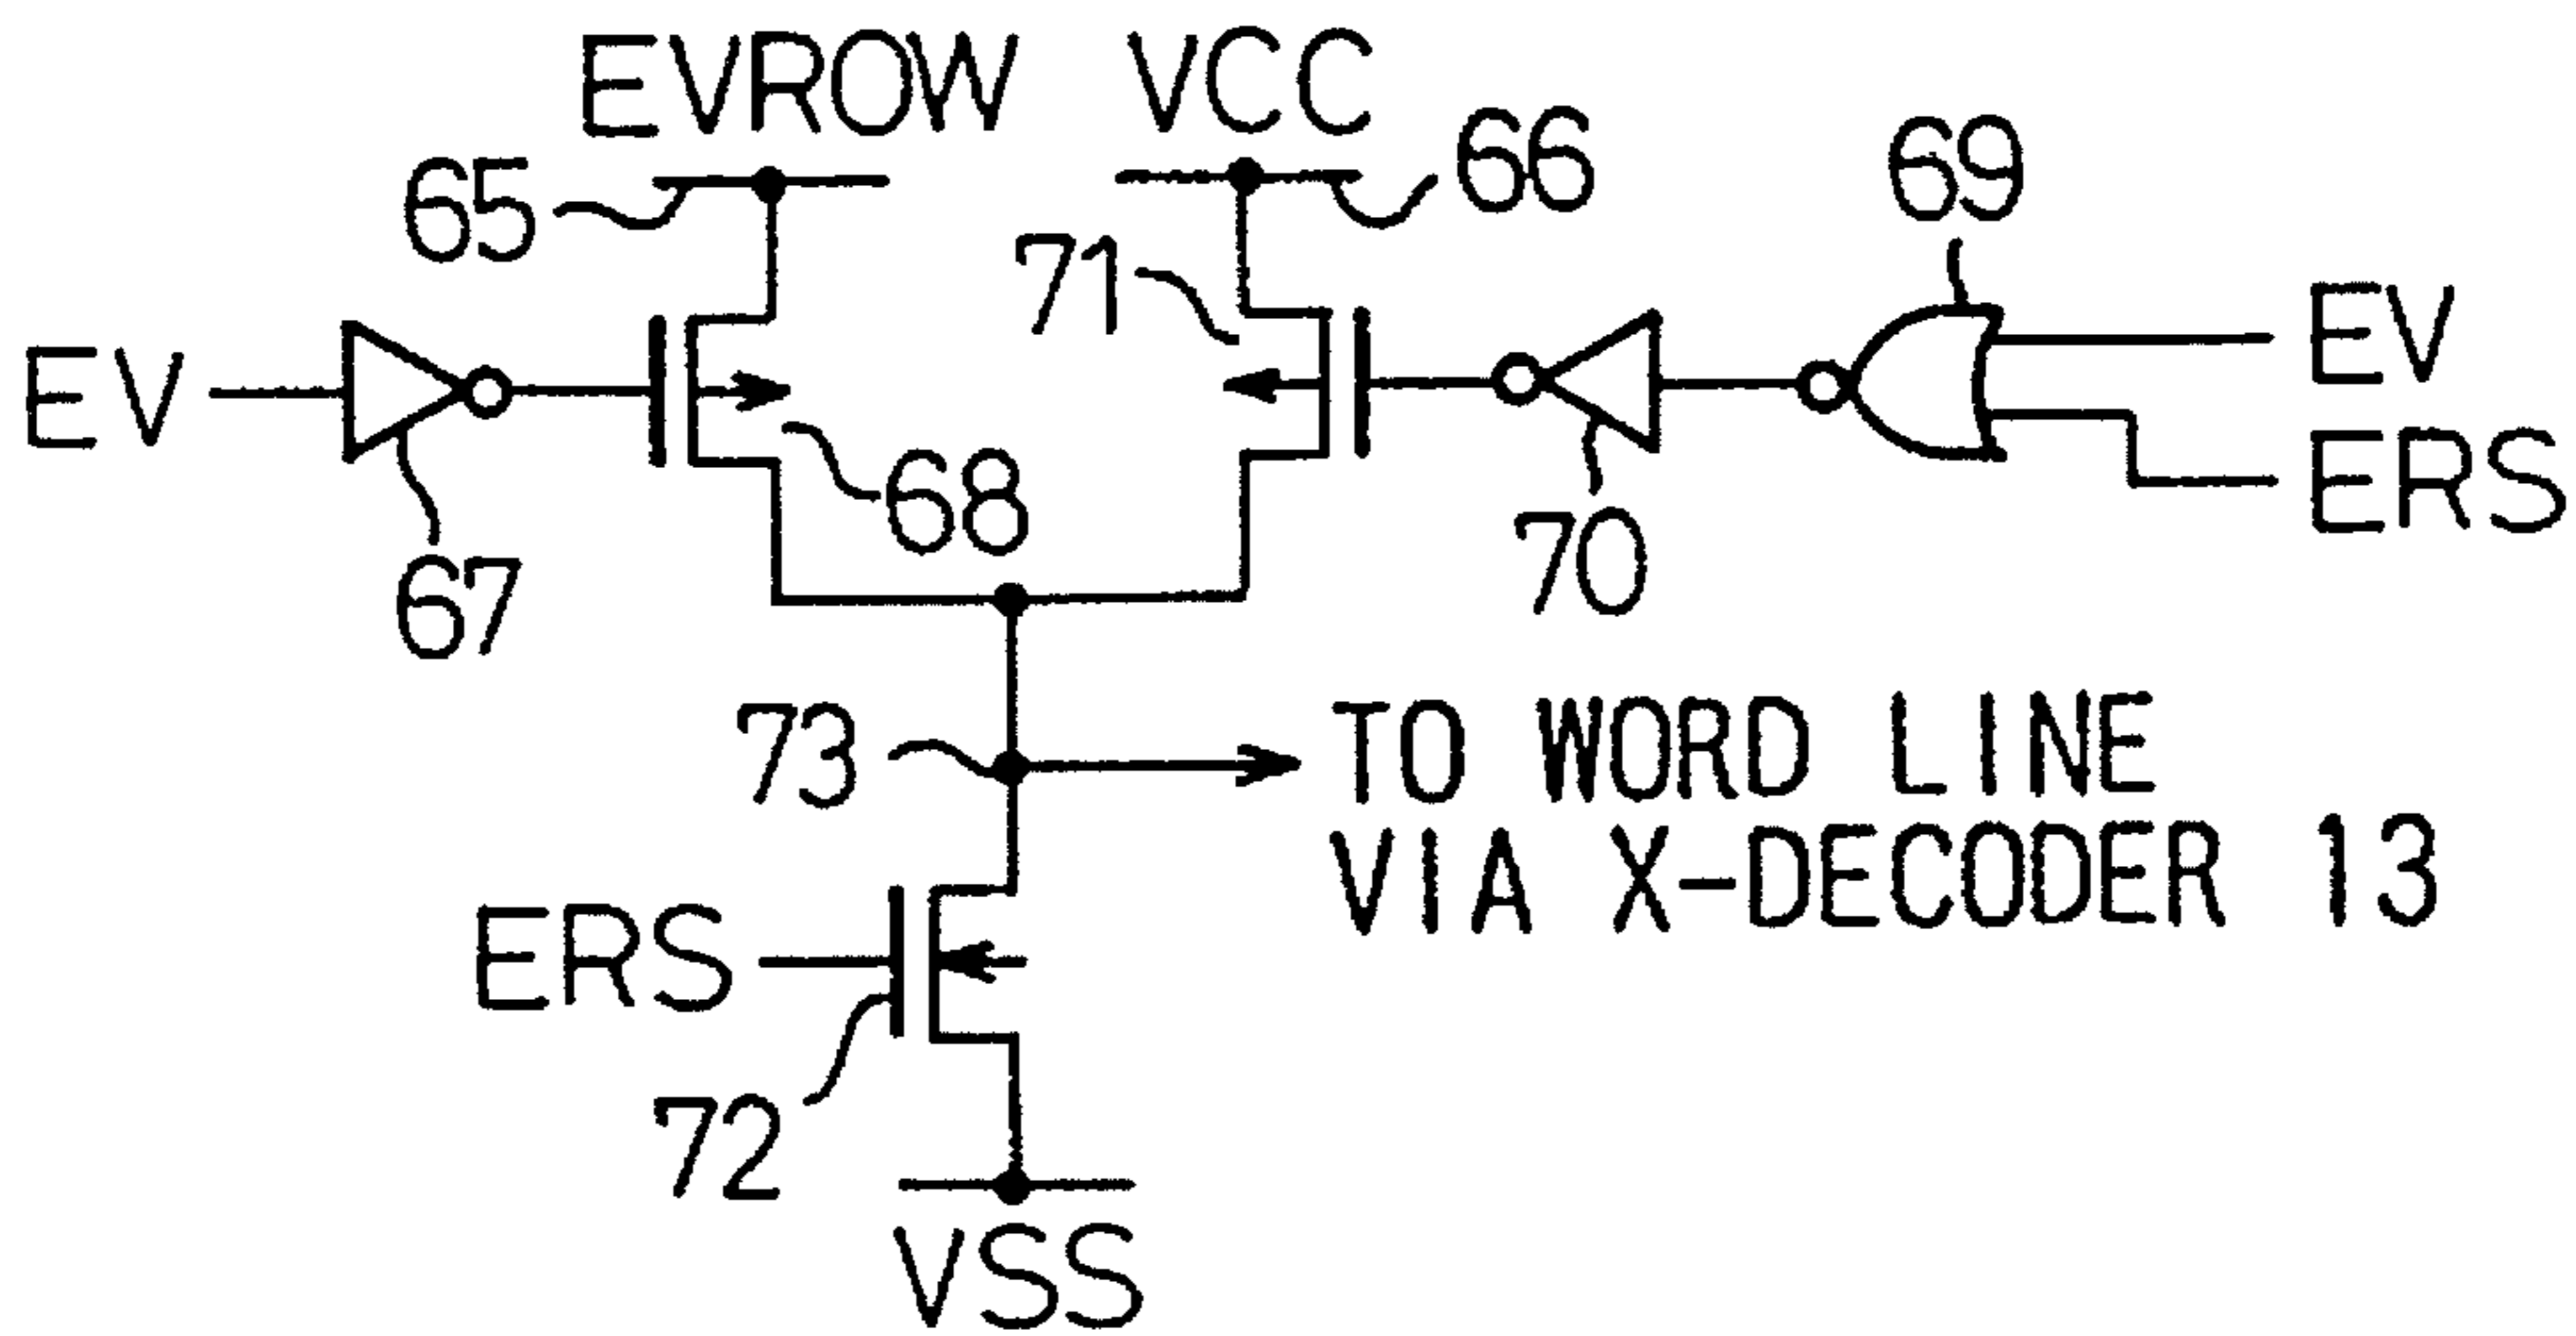 EVROW VCC
65
66
69
71
EV
EV
68
ERS
67
70
73
TO WORD LINE
VIA X-DECODER 13
ERS
72
VSS